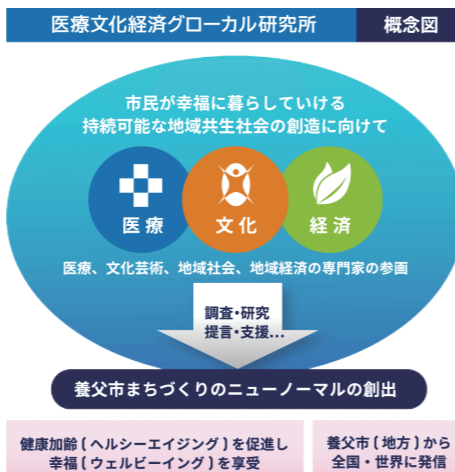 医療文化経済グローカル研究所 概念図
市民が幸福に暮らしていける
持続可能な地域共生社会の創造に向けて
医療 文化 経済
医療、文化芸術、地域社会、地域経済の専門家の参画
調査・研究
提言・支援...
養父市まちづくりのニューノーマルの創出
健康加齢 ( ヘルシーエイジング ) を促進し
幸福 ( ウェルビーイング ) を享受
養父市 ( 地方 ) から
全国・世界に発信